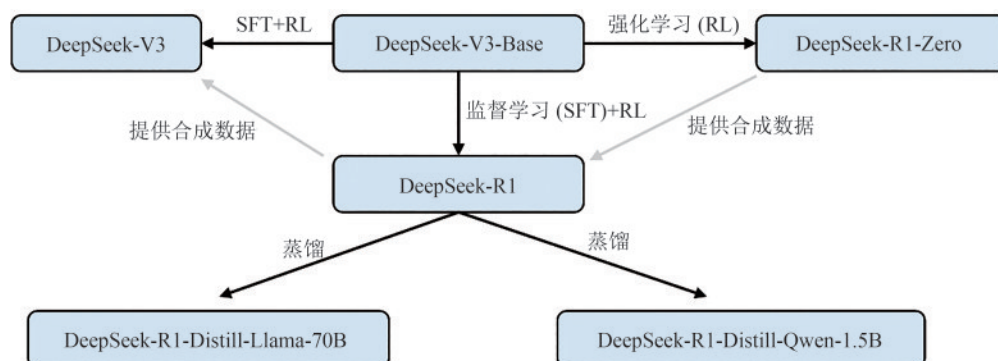 SFT+RL
强化学习 (RL)
DeepSeek-V3
DeepSeek-V3-Base
DeepSeek-R1-Zero
监督学习 (SFT)+RL
提供合成数据
提供合成数据
DeepSeek-R1
蒸馏
蒸馏
DeepSeek-R1-Distill-Llama-70B
DeepSeek-R1-Distill-Qwen-1.5B